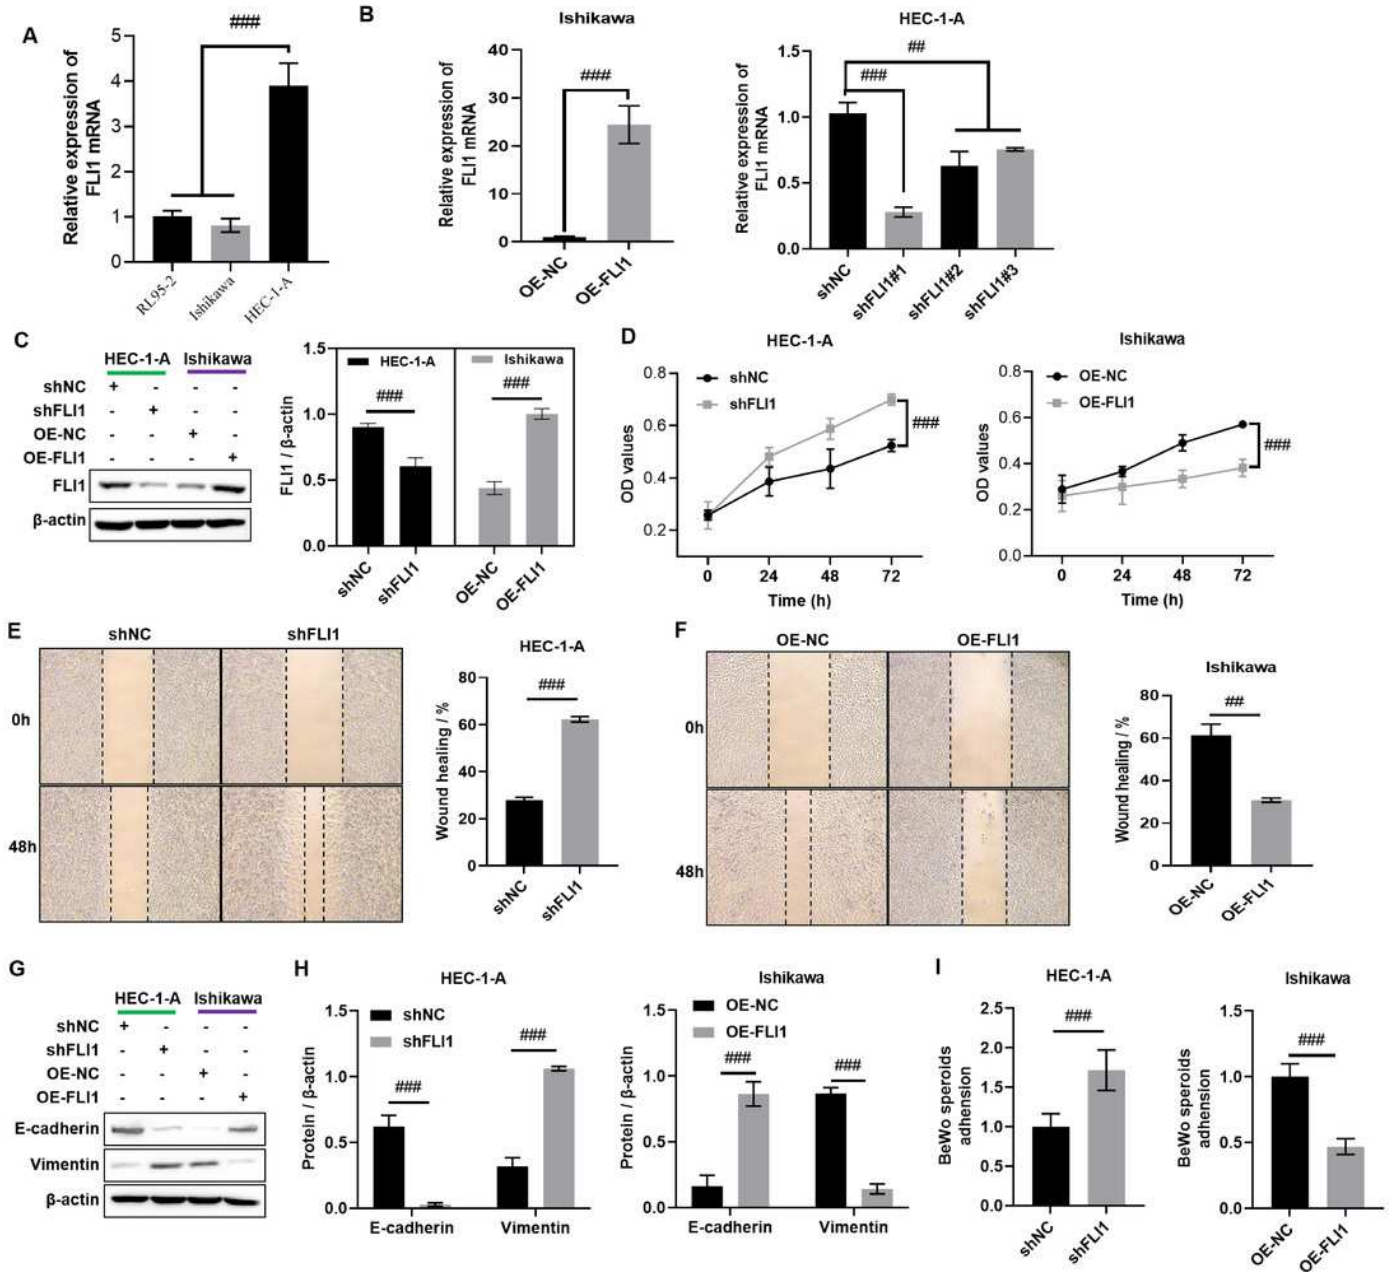 A
###
Relative expression of
FLI1 mRNA
5
4
3
2
1
0
RL95-2
Ishikawa
HEC-1-A
B
Ishikawa
###
Relative expression of
FLI1 mRNA
40
30
20
10
0
OE-NC
OE-FLI1
HEC-1-A
##
###
Relative expression of
FLI1 mRNA
1.5
1.0
0.5
0.0
shNC
shFLI1#1
shFLI1#2
shFLI1#3
C
HEC-1-A Ishikawa
shNC + - - -
shFLI1 - + - -
OE-NC - - + -
OE-FLI1 - - - +
FLI1
β-actin
FLI1 / β-actin
1.5
1.0
0.5
0.0
HEC-1-A
Ishikawa
###
###
shNC
shFLI1
OE-NC
OE-FLI1
D
HEC-1-A
shNC
shFLI1
###
OD values
0.8
0.6
0.4
0.2
0 24 48 72
Time (h)
Ishikawa
OE-NC
OE-FLI1
###
OD values
0.8
0.6
0.4
0.2
0.0
0 24 48 72
Time (h)
E
shNC shFLI1
0h
48h
HEC-1-A
###
Wound healing / %
80
60
40
20
0
shNC
shFLI1
F
OE-NC OE-FLI1
0h
48h
Ishikawa
##
Wound healing / %
80
60
40
20
0
OE-NC
OE-FLI1
G
HEC-1-A Ishikawa
shNC + - - -
shFLI1 - + - -
OE-NC - - + -
OE-FLI1 - - - +
E-cadherin
Vimentin
β-actin
H
HEC-1-A
shNC
shFLI1
###
###
Protein / β-actin
1.5
1.0
0.5
0.0
E-cadherin Vimentin
Ishikawa
OE-NC
OE-FLI1
###
###
Protein / β-actin
1.5
1.0
0.5
0.0
E-cadherin Vimentin
I
HEC-1-A
###
BeWo speroids
adhension
2.5
2.0
1.5
1.0
0.5
0.0
shNC
shFLI1
Ishikawa
###
BeWo speroids
adhension
1.5
1.0
0.5
0.0
OE-NC
OE-FLI1